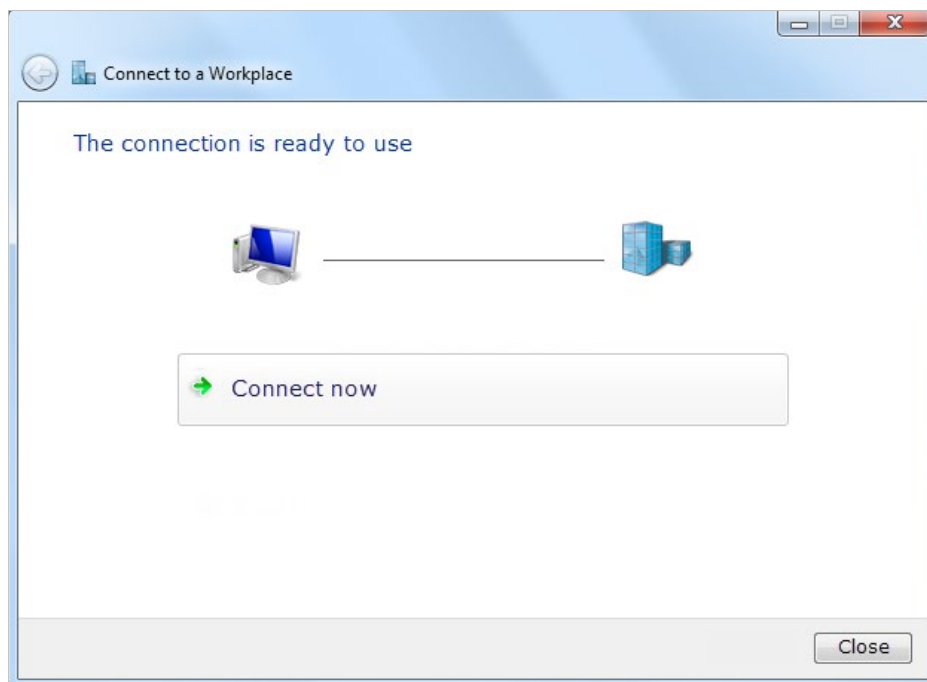 Connect to a Workplace
The connection is ready to use
Connect now
Close